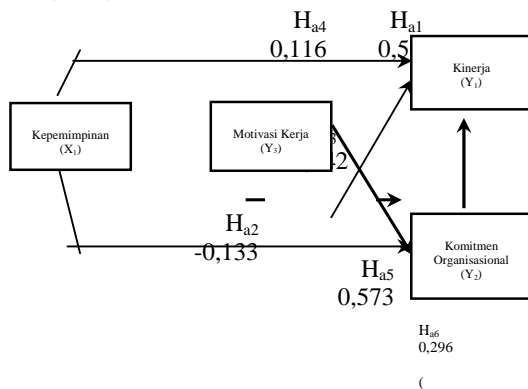 Ha4
0,116
Ha1
0,5
Kinerja
(Y1)
Kepemimpinan
(X1)
Motivasi Kerja
(Y3)
Ha2
-0,133
Komitmen
Organisasional
(Y2)
Ha5
0,573
Ha6
0,296
(